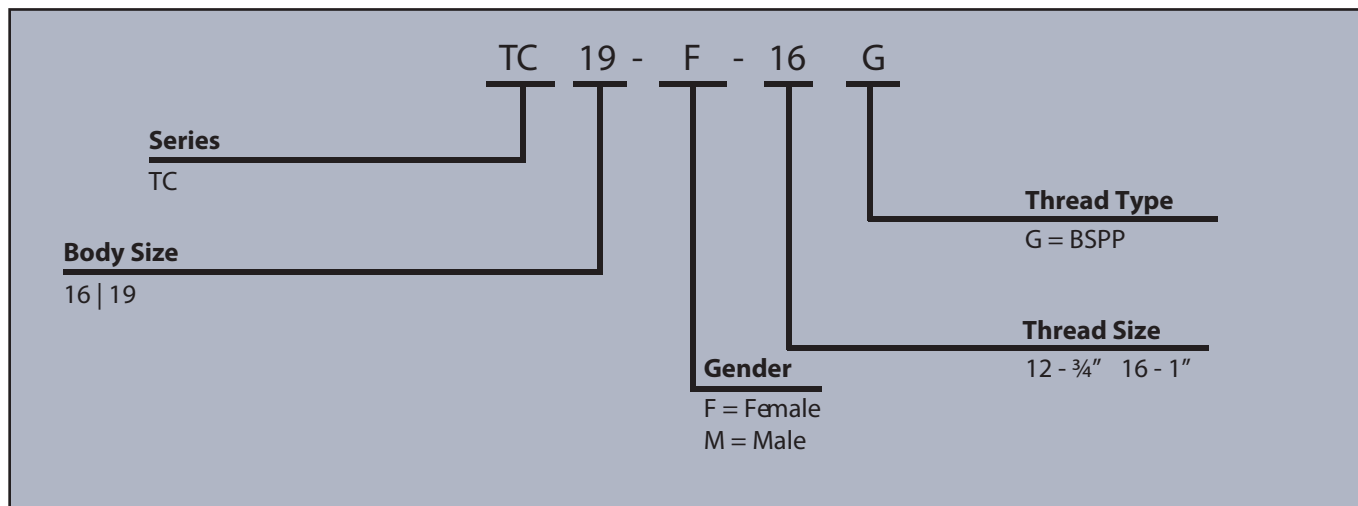 TC 19 - F - 16 G
Series
TC
Thread Type
G = BSPP
Body Size
16 | 19
Thread Size
12 - ¾" 16 - 1"
Gender
F = Female
M = Male